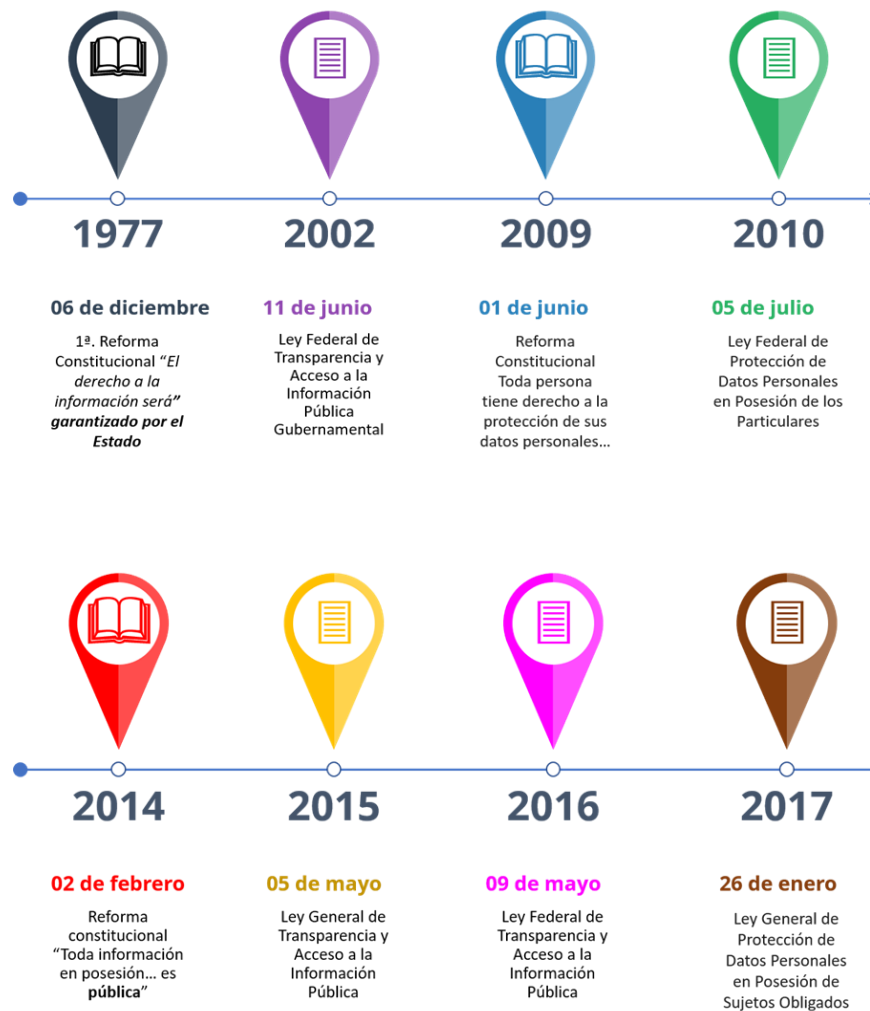 1977
2002
2009
2010
06 de diciembre
11 de junio
01 de junio
05 de julio
1ª. Reforma
Constitucional “El
derecho a la
información será”
garantizado por el
Estado
Ley Federal de
Transparencia y
Acceso a la
Información
Pública
Gubernamental
Reforma
Constitucional
Toda persona
tiene derecho a la
protección de sus
datos personales…
Ley Federal de
Protección de
Datos Personales
en Posesión de los
Particulares
2014
2015
2016
2017
02 de febrero
05 de mayo
09 de mayo
26 de enero
Reforma
constitucional
“Toda información
en posesión… es
pública”
Ley General de
Transparencia y
Acceso a la
Información
Pública
Ley Federal de
Transparencia y
Acceso a la
Información
Pública
Ley General de
Protección de
Datos Personales
en Posesión de
Sujetos Obligados